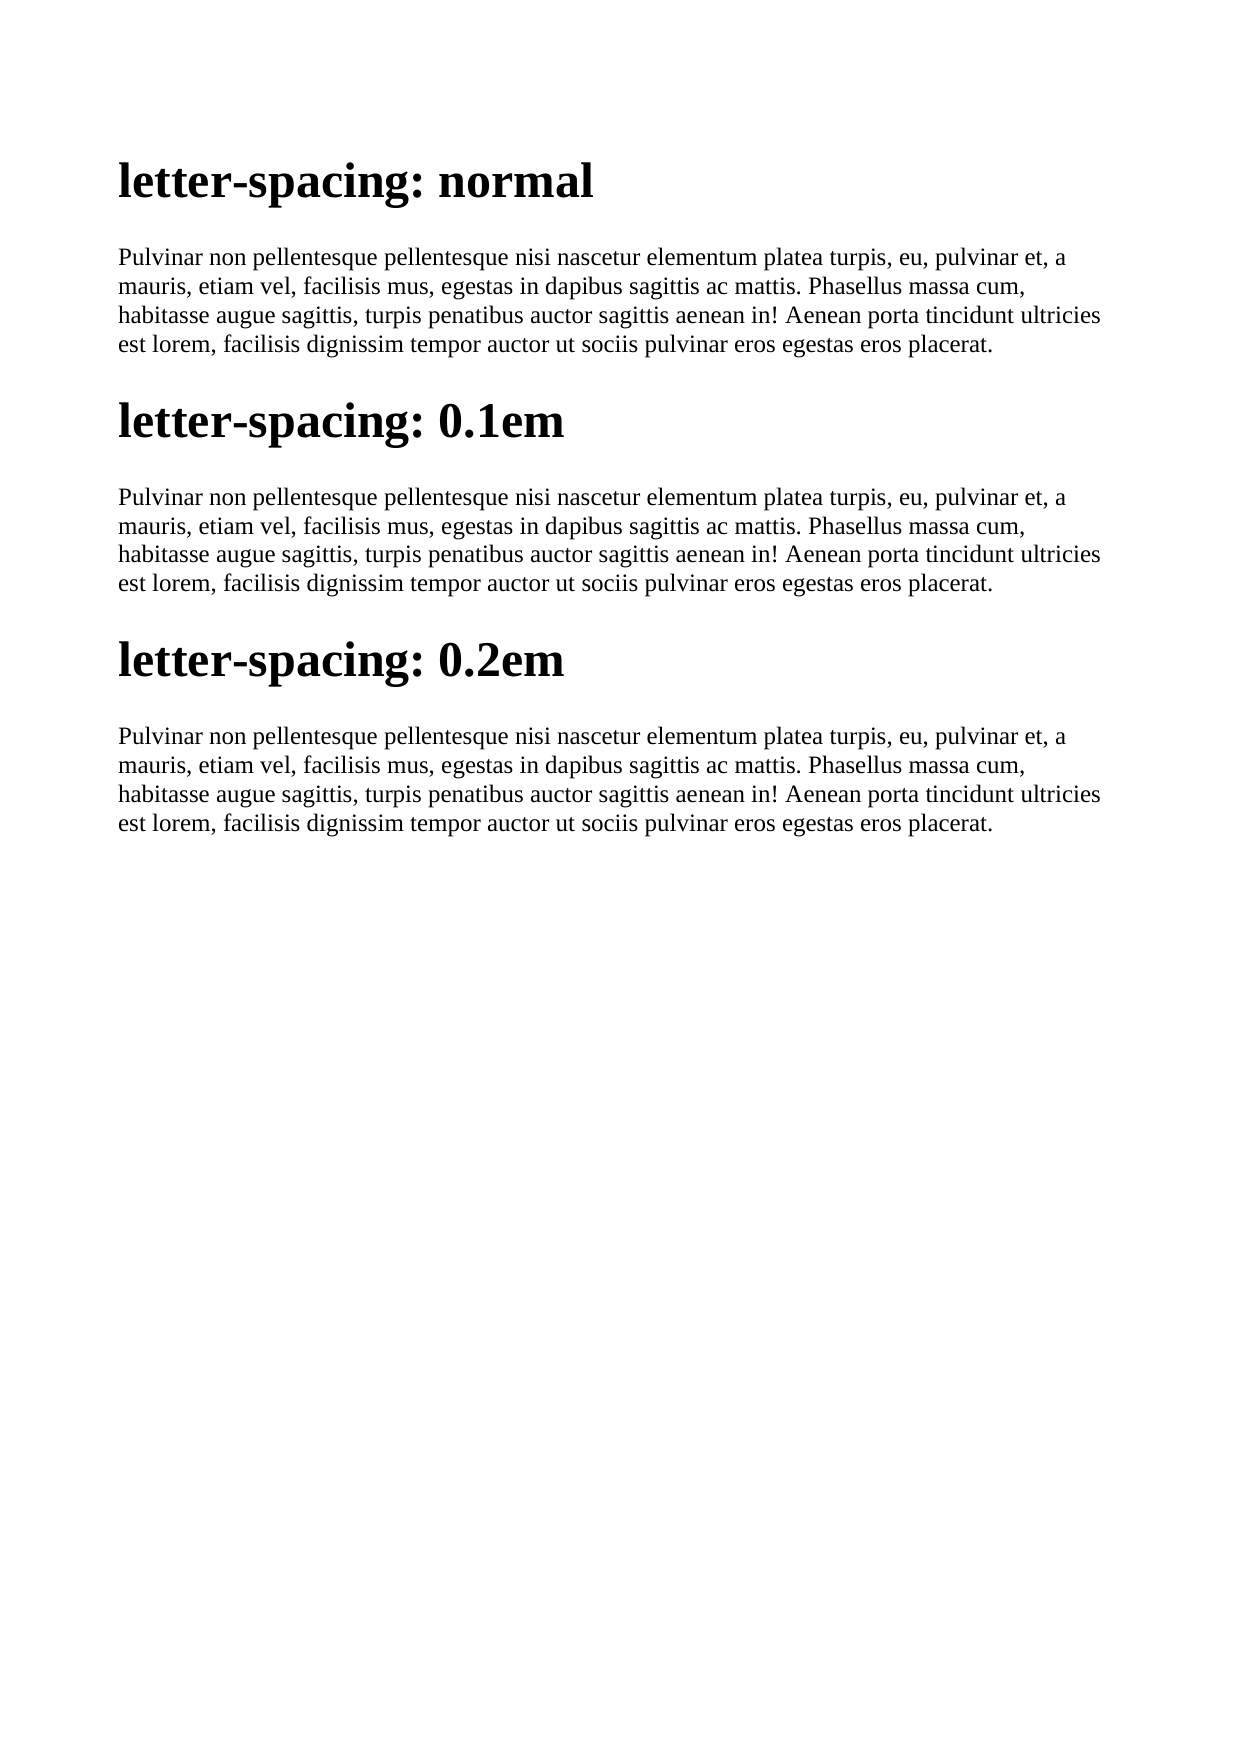 letter-spacing: normal
Pulvinar non pellentesque pellentesque nisi nascetur elementum platea turpis, eu, pulvinar et, a
mauris, etiam vel, facilisis mus, egestas in dapibus sagittis ac mattis. Phasellus massa cum,
habitasse augue sagittis, turpis penatibus auctor sagittis aenean in! Aenean porta tincidunt ultricies
est lorem, facilisis dignissim tempor auctor ut sociis pulvinar eros egestas eros placerat.
letter-spacing: 0.1em
Pulvinar non pellentesque pellentesque nisi nascetur elementum platea turpis, eu, pulvinar et, a
mauris, etiam vel, facilisis mus, egestas in dapibus sagittis ac mattis. Phasellus massa cum,
habitasse augue sagittis, turpis penatibus auctor sagittis aenean in! Aenean porta tincidunt ultricies
est lorem, facilisis dignissim tempor auctor ut sociis pulvinar eros egestas eros placerat.
letter-spacing: 0.2em
Pulvinar non pellentesque pellentesque nisi nascetur elementum platea turpis, eu, pulvinar et, a
mauris, etiam vel, facilisis mus, egestas in dapibus sagittis ac mattis. Phasellus massa cum,
habitasse augue sagittis, turpis penatibus auctor sagittis aenean in! Aenean porta tincidunt ultricies
est lorem, facilisis dignissim tempor auctor ut sociis pulvinar eros egestas eros placerat.